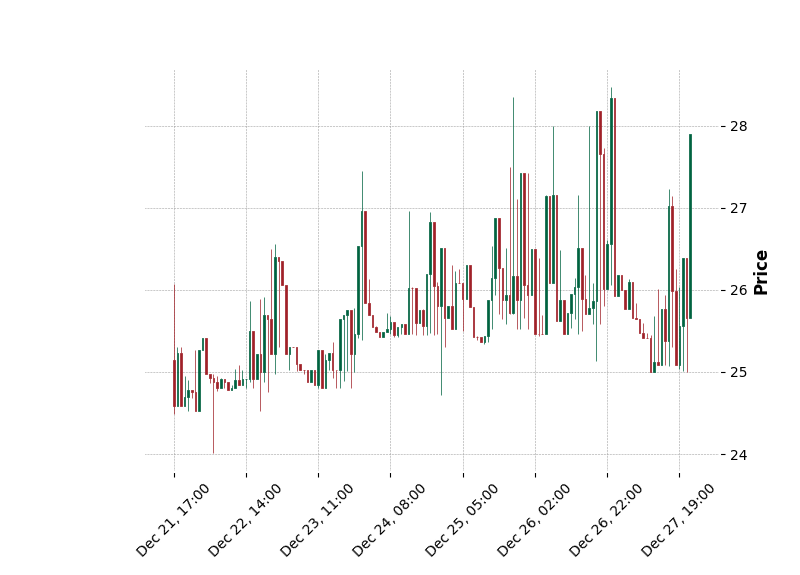 28
27
26
25
24
Price
Dec 21, 17:00
Dec 22, 14:00
Dec 23, 11:00
Dec 24, 08:00
Dec 25, 05:00
Dec 26, 02:00
Dec 26, 22:00
Dec 27, 19:00